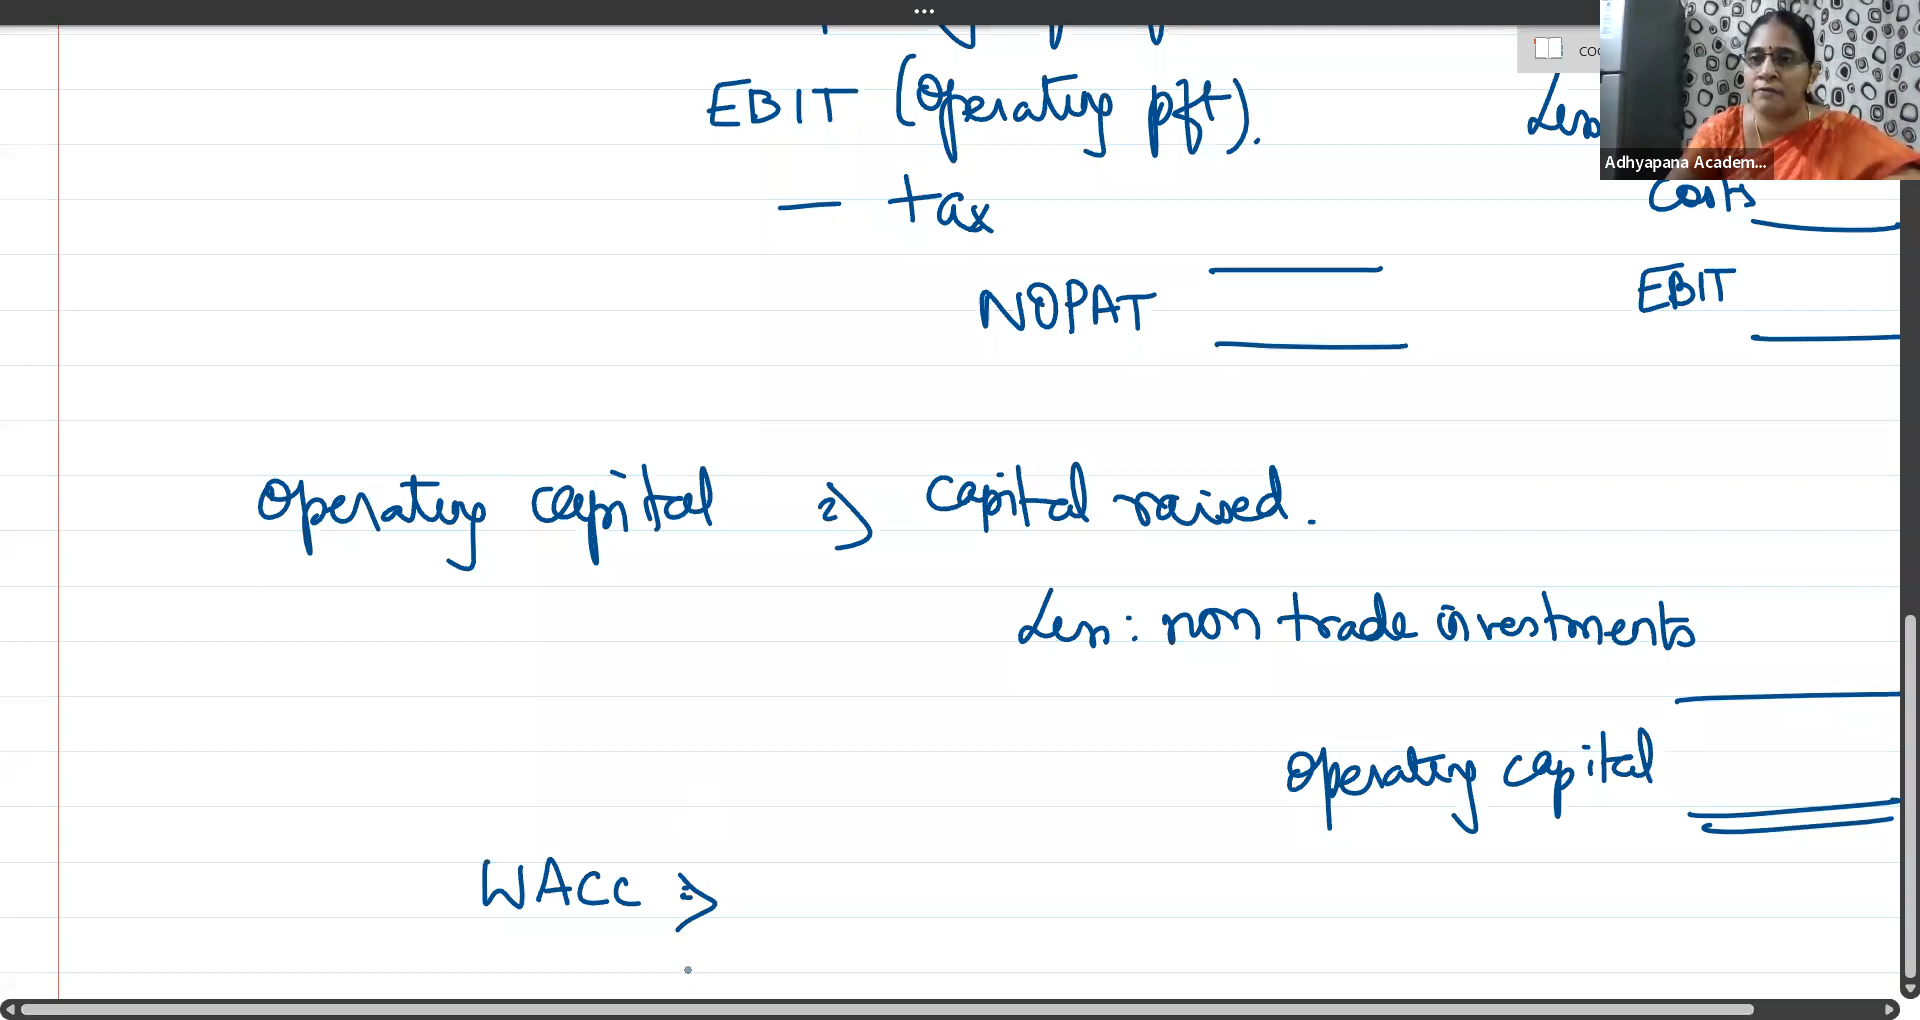 ...
EBIT (Operating pft).
Less
Adhyapana Academ...
— tax
Costs
NOPAT
EBIT
Operating capital ⇒ capital raised.
Less: non trade investments
operating capital
WACC ⇒